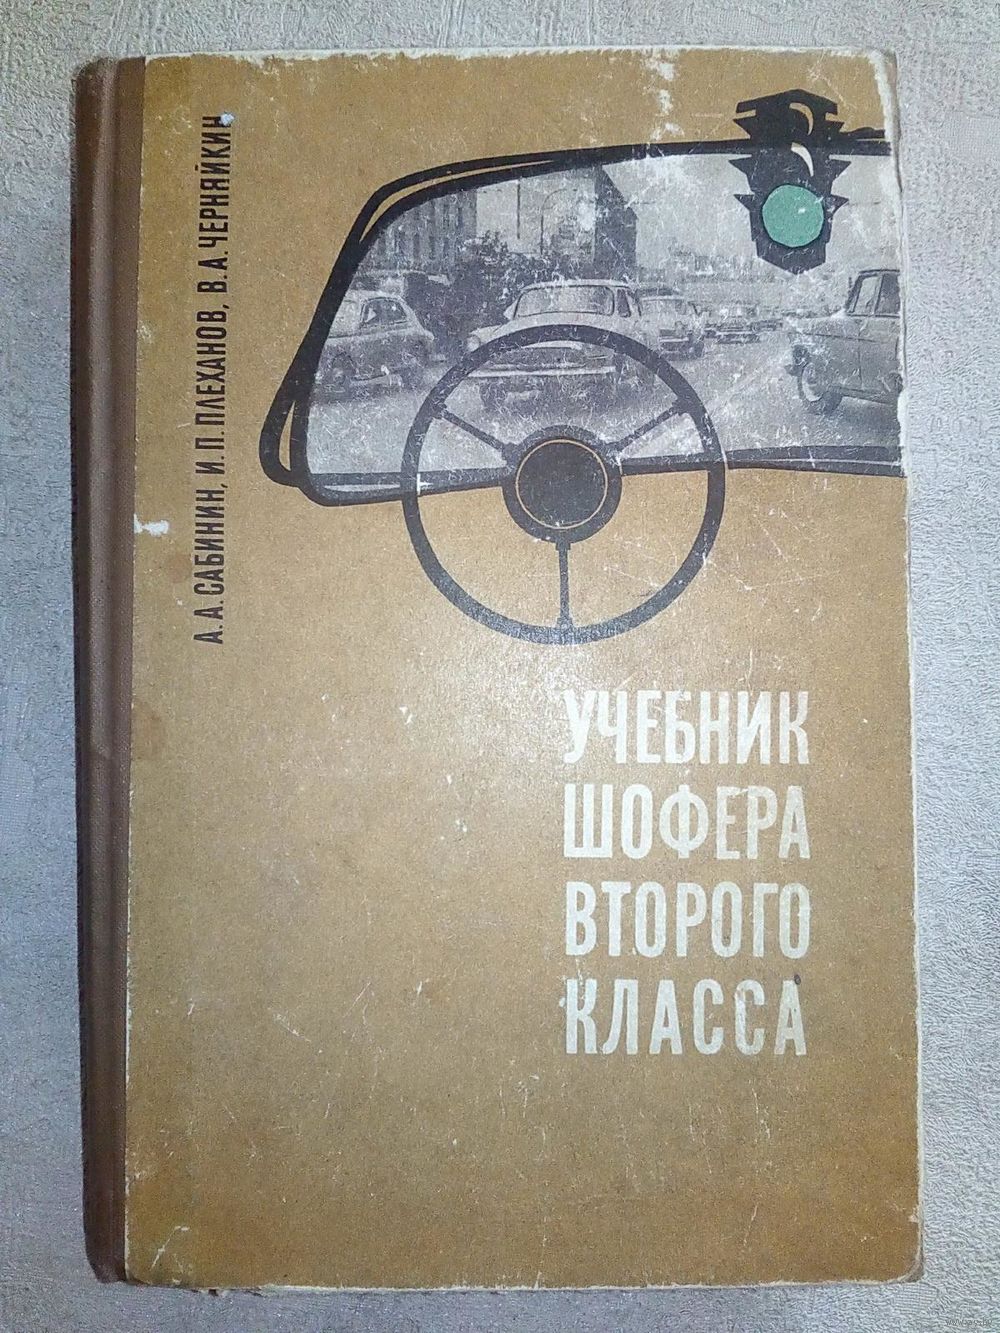 А. А. САБИНИН, И. П. ПЛЕХАНОВ, В. А. ЧЕРНЯЙКИН
УЧЕБНИК
ШОФЕРА
ВТОРОГО
КЛАССА